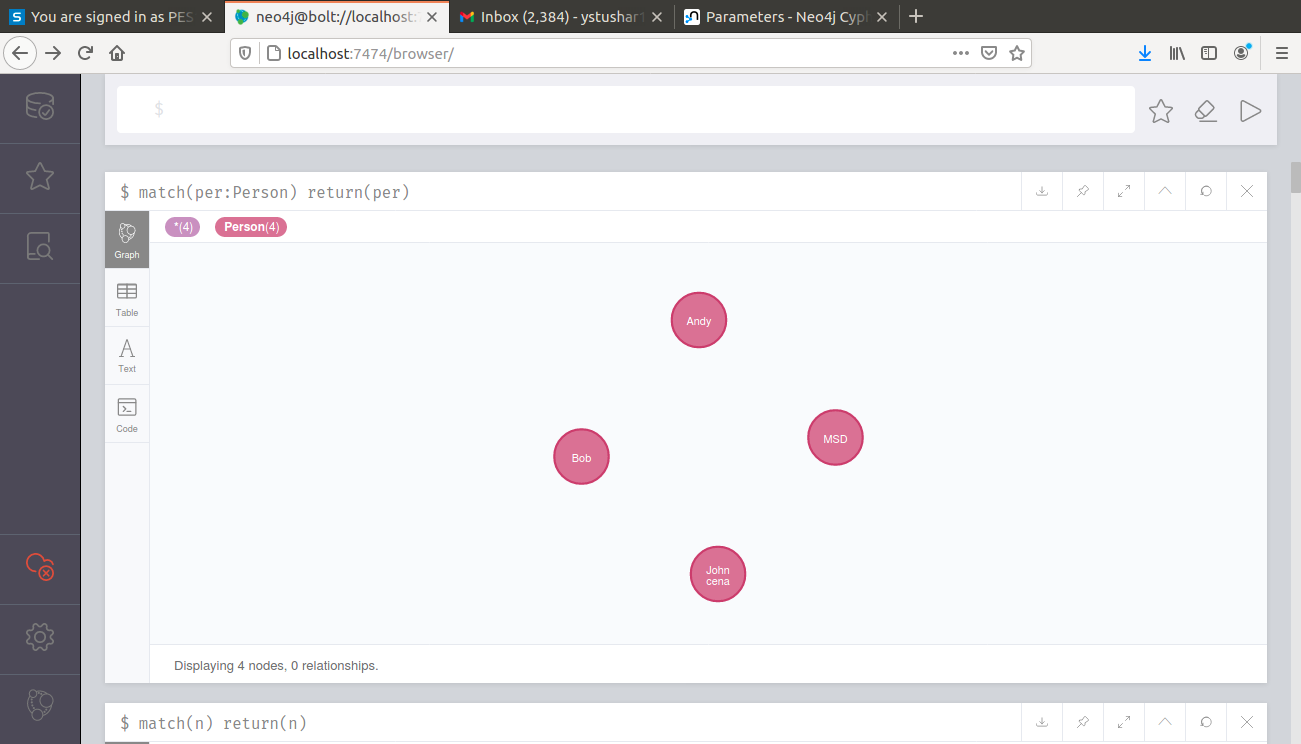 You are signed in as PES
neo4j@bolt://localhost:
Inbox (2,384) - ystushar
Parameters - Neo4j Cyp
localhost:7474/browser/
$
$ match(per:Person) return(per)
*(4) Person(4)
Graph
Table
Text
Code
Andy
MSD
Bob
John
cena
Displaying 4 nodes, 0 relationships.
$ match(n) return(n)